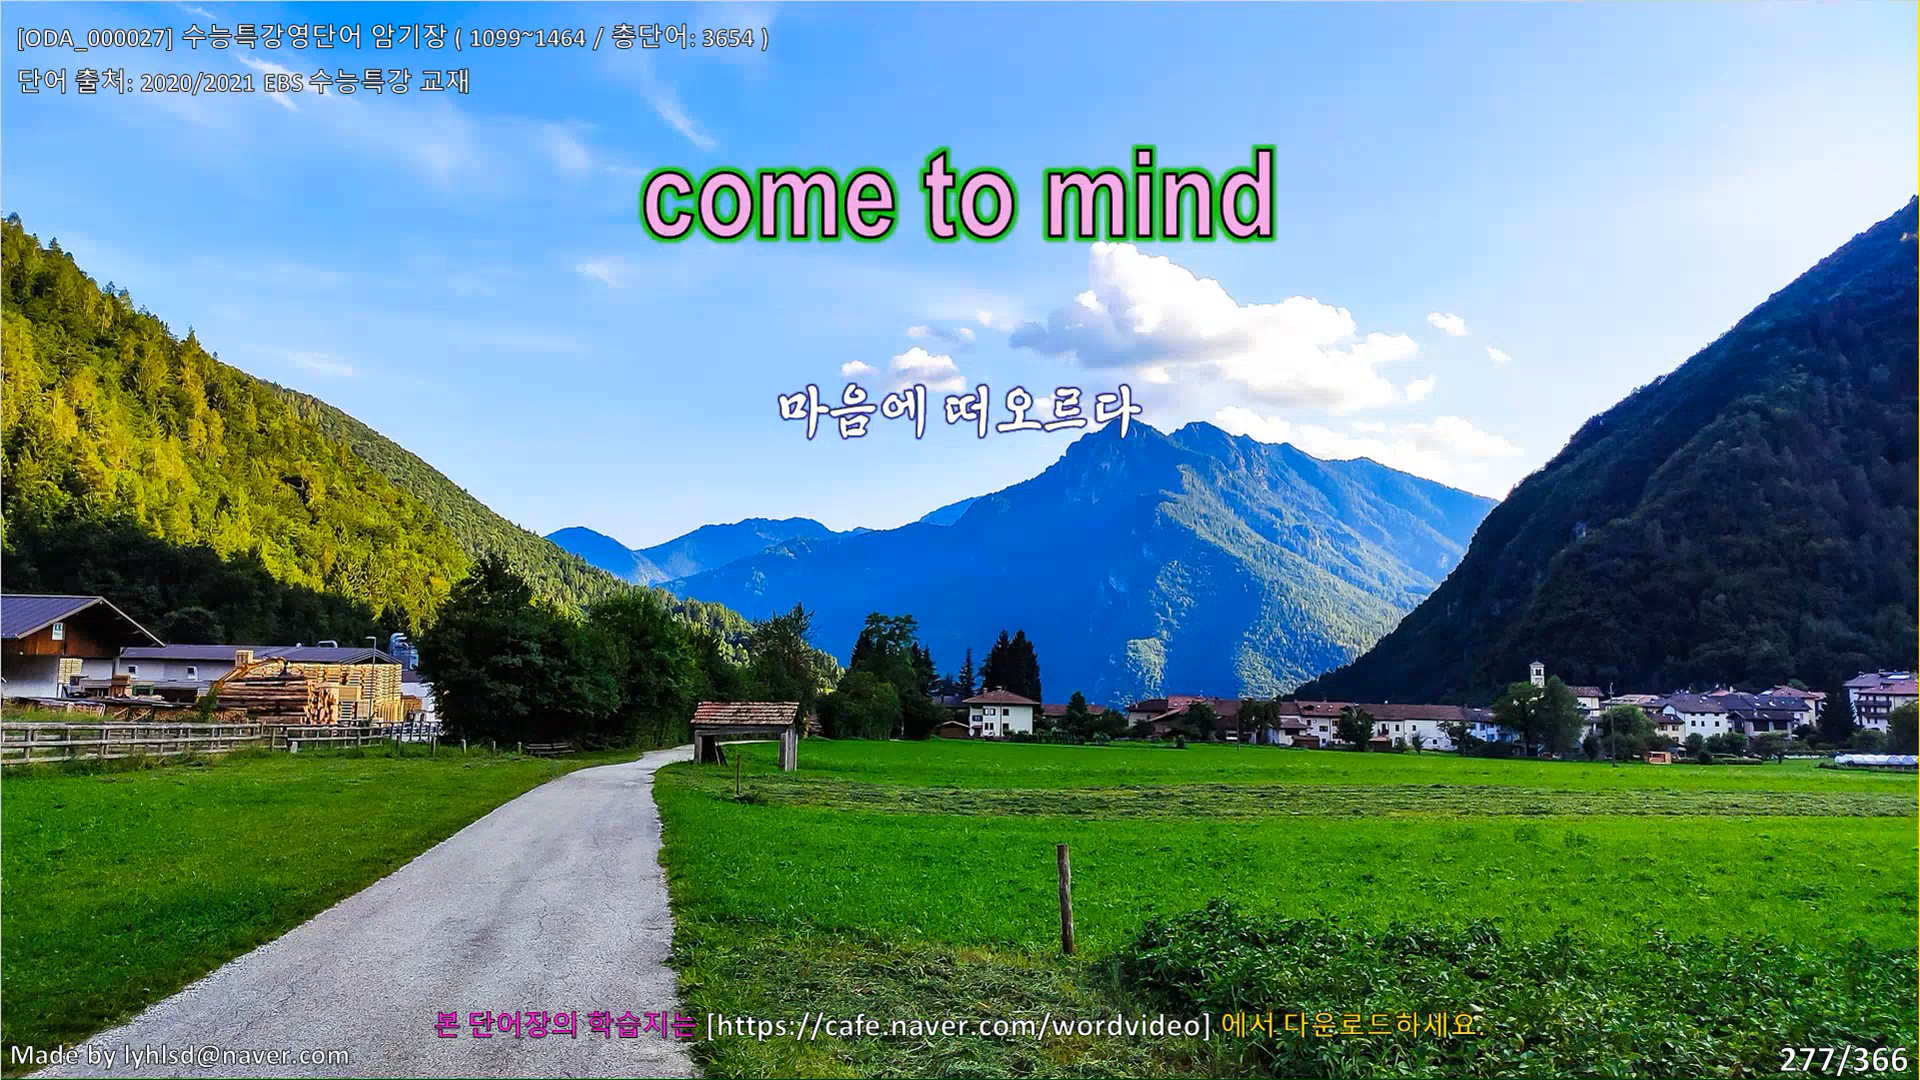 [ODA_000027] 수능특강영단어 암기장 ( 1099~1464 / 총단어: 3654 )
단어 출처: 2020/2021 EBS 수능특강 교재
come to mind
마음에 떠오르다
본 단어장의 학습지는 [https://cafe.naver.com/wordvideo] 에서 다운로드하세요.
Made by lyhlsd@naver.com
277/366